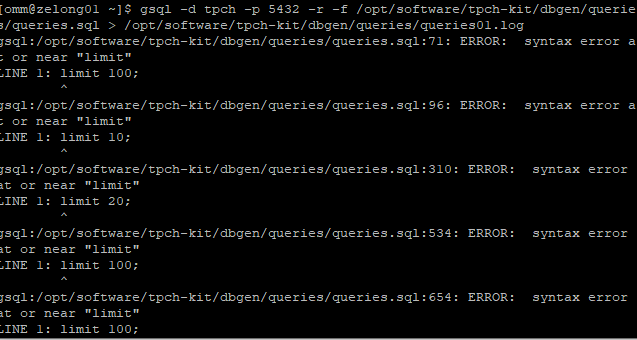 [omm@zelong01 ~]$ gsql -d tpch -p 5432 -r -f /opt/software/tpch-kit/dbgen/querie
s/queries.sql > /opt/software/tpch-kit/dbgen/queries/queries01.log
gsql:/opt/software/tpch-kit/dbgen/queries/queries.sql:71: ERROR:  syntax error a
t or near "limit"
LINE 1: limit 100;
        ^
gsql:/opt/software/tpch-kit/dbgen/queries/queries.sql:96: ERROR:  syntax error a
t or near "limit"
LINE 1: limit 10;
        ^
gsql:/opt/software/tpch-kit/dbgen/queries/queries.sql:310: ERROR:  syntax error 
at or near "limit"
LINE 1: limit 20;
        ^
gsql:/opt/software/tpch-kit/dbgen/queries/queries.sql:534: ERROR:  syntax error 
at or near "limit"
LINE 1: limit 100;
        ^
gsql:/opt/software/tpch-kit/dbgen/queries/queries.sql:654: ERROR:  syntax error 
at or near "limit"
LINE 1: limit 100;